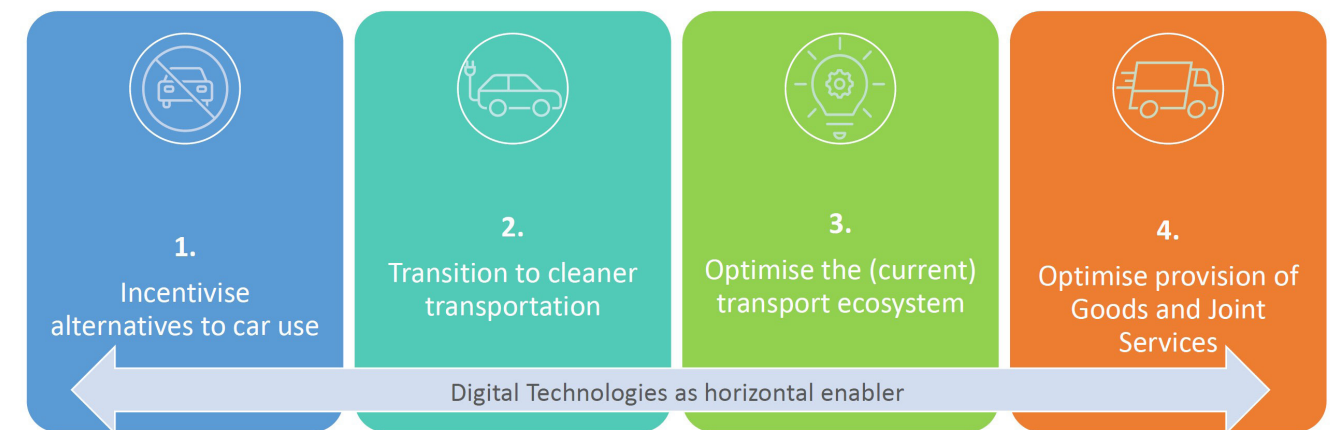 1.
Incentivise
alternatives to car use
2.
Transition to cleaner
transportation
3.
Optimise the (current)
transport ecosystem
4.
Optimise provision of
Goods and Joint
Services
Digital Technologies as horizontal enabler